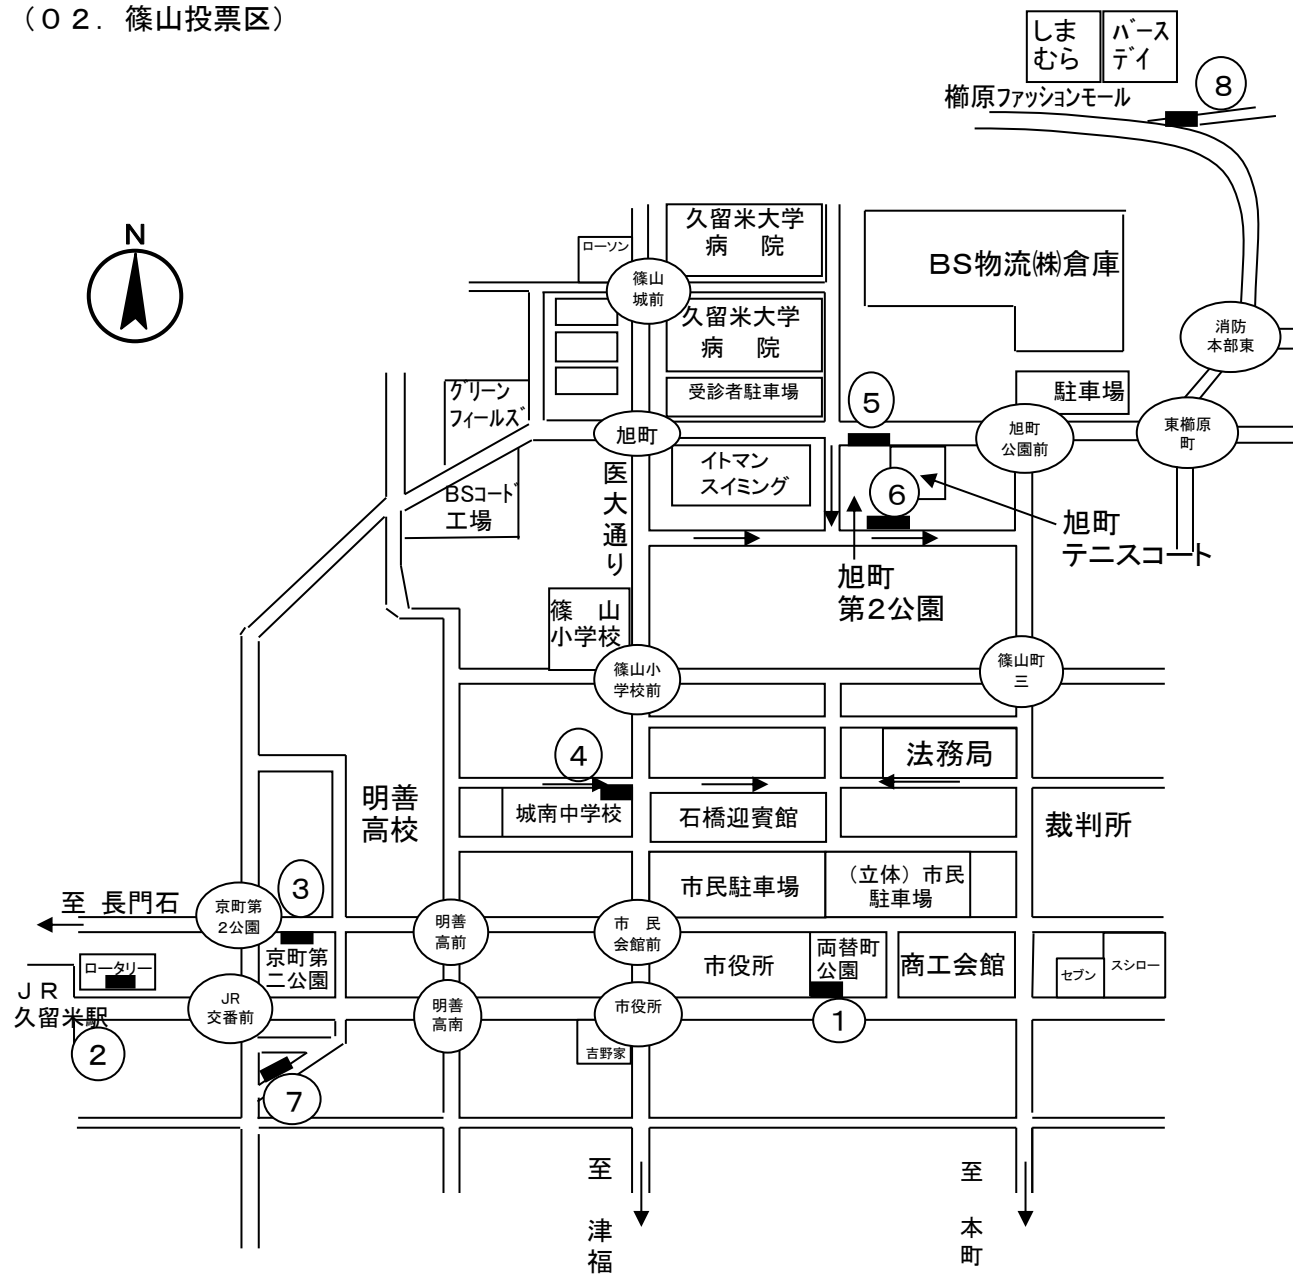 （０２．篠山投票区）
しま
むら
バース
デイ
⑧
櫛原ファッションモール
N
ローソン
久留米大学
病　院
BS物流㈱倉庫
篠山
城前
久留米大学
病　院
消防
本部東
グリーン
フィールズ
受診者駐車場
⑤
駐車場
旭町
旭町
公園前
東櫛原
町
医大通り
イトマン
スイミング
BSコード
工場
⑥
旭町
テニスコート
旭町
第２公園
篠　山
小学校
篠山小
学校前
篠山町
三
④
法務局
明善
高校
城南中学校
石橋迎賓館
裁判所
③
市民駐車場
（立体）市民
駐車場
至 長門石
京町第
2公園
明善
高前
市　民
会館前
京町第
二公園
ロータリー
市役所
両替町
公園
商工会館
セブン
スシロー
ＪＲ
久留米駅
JR
交番前
明善
高南
市役所
①
②
吉野家
⑦
至　津福
至　本町